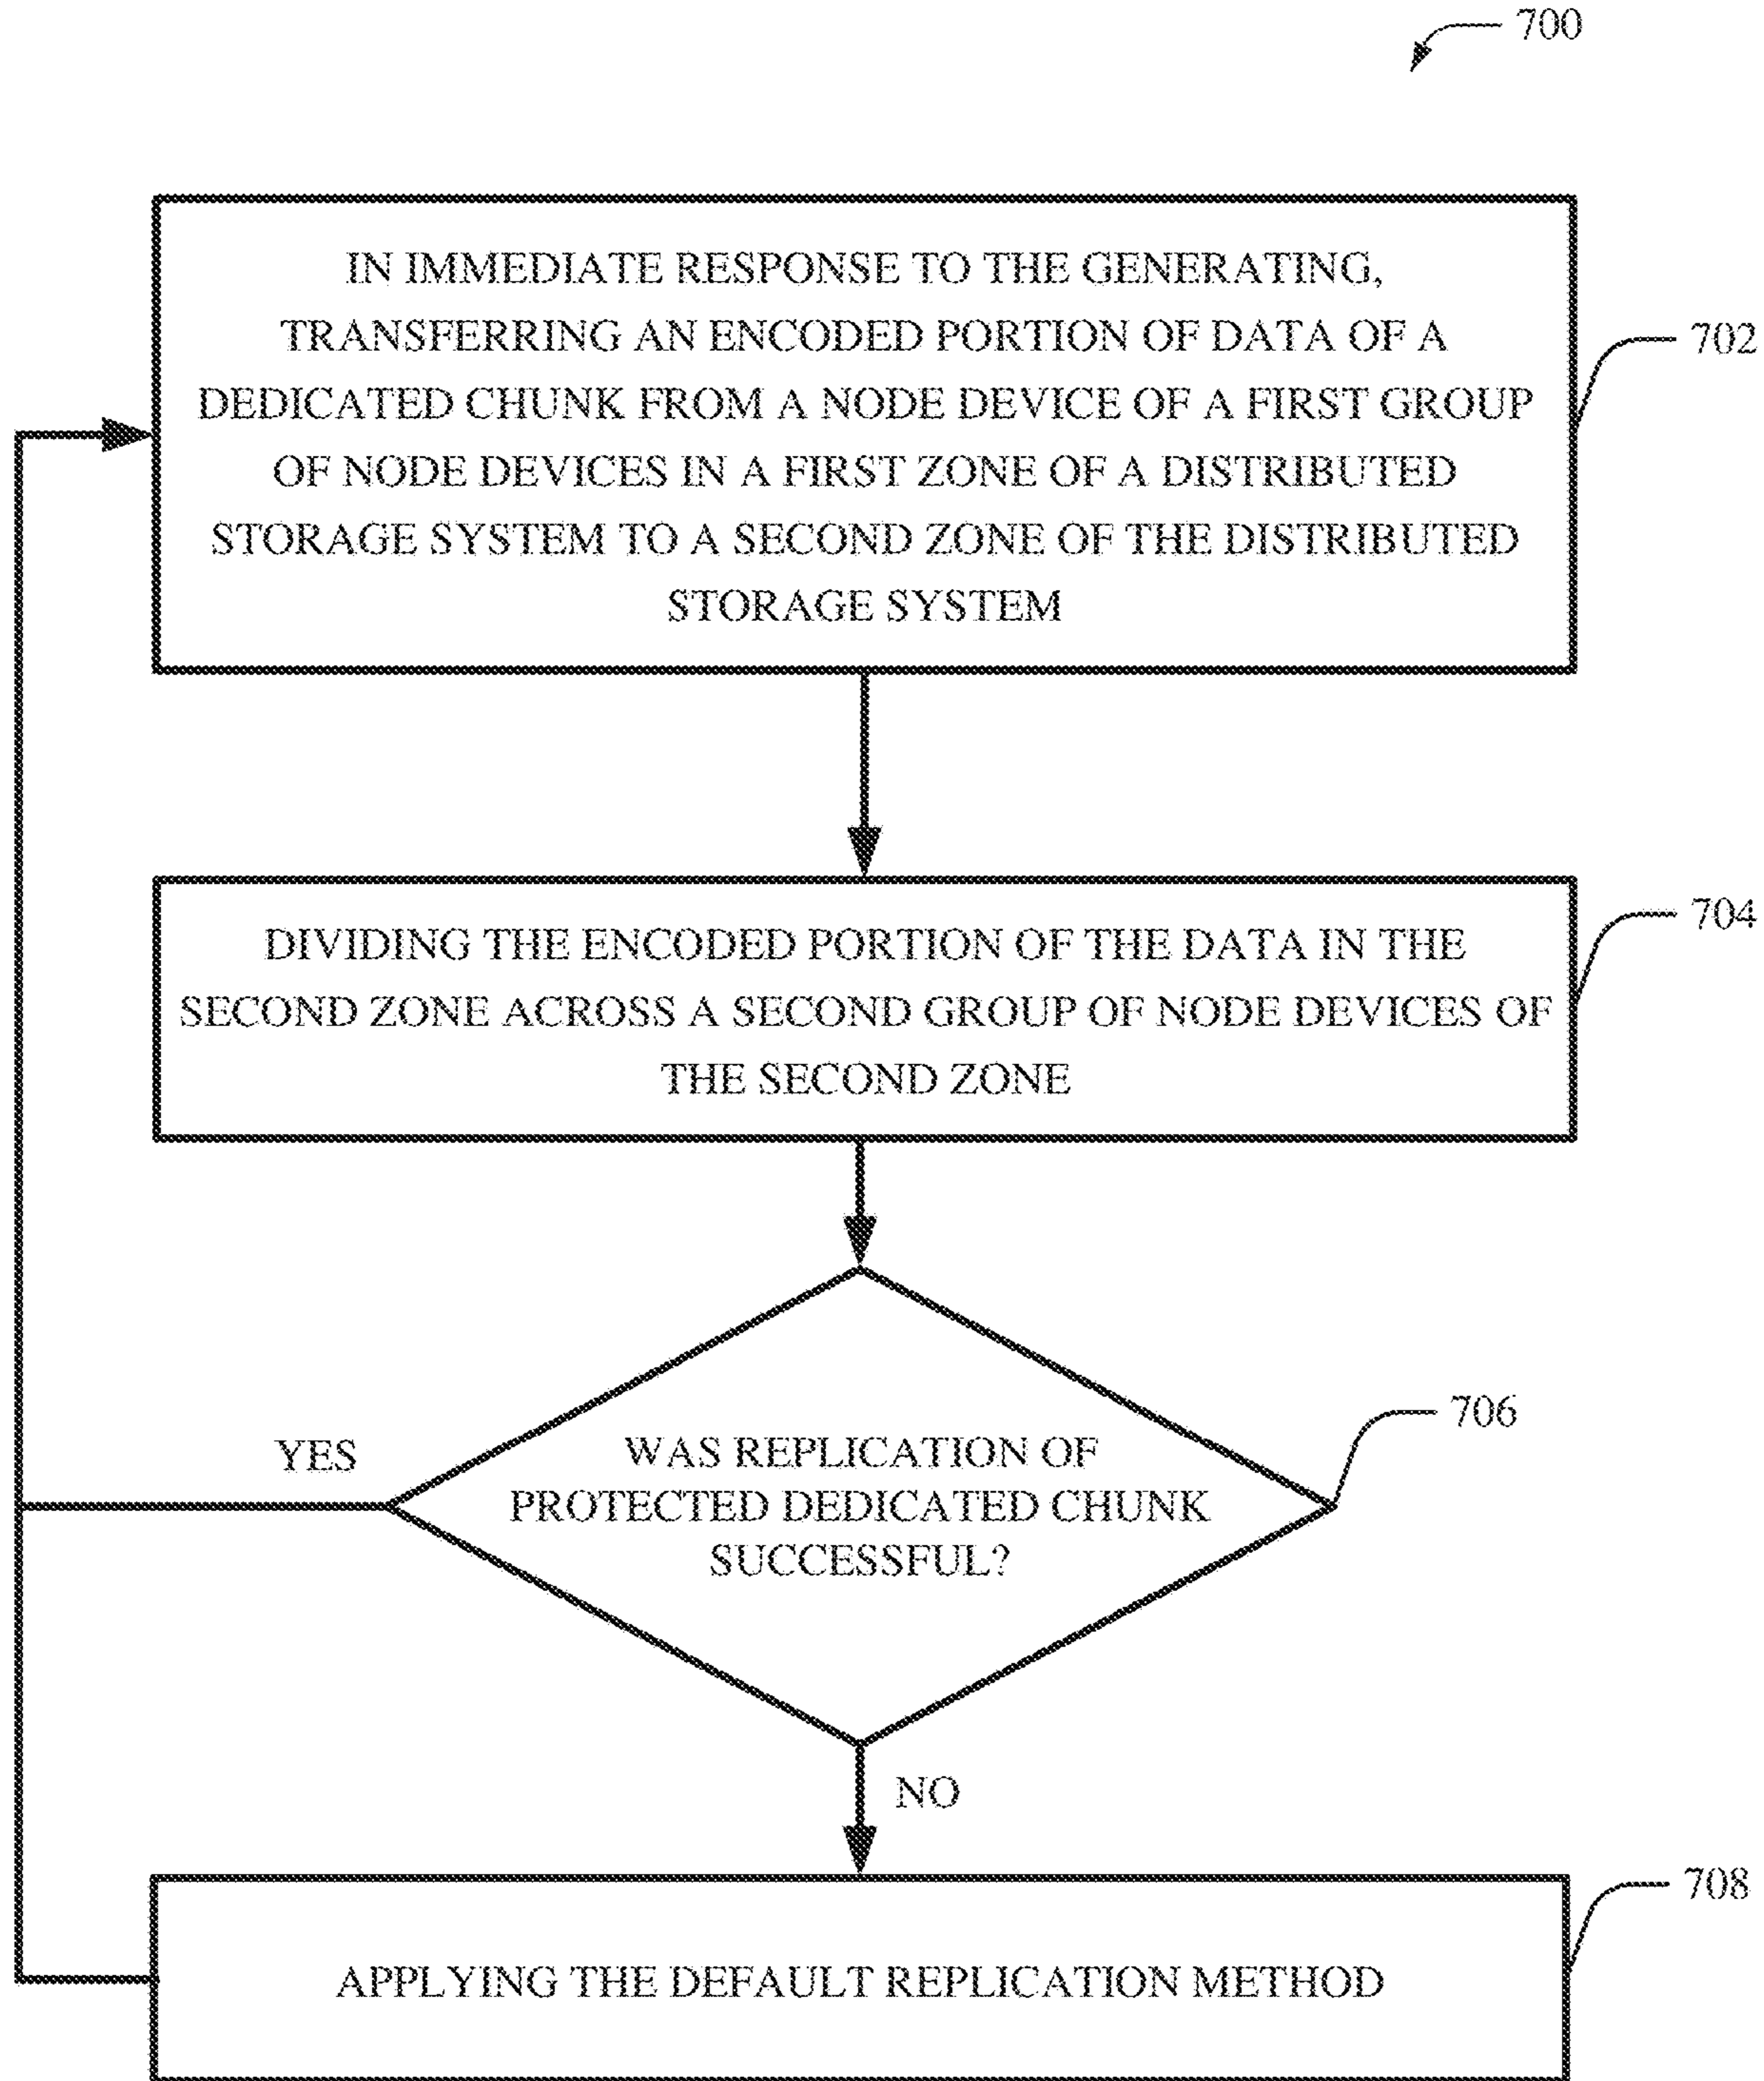 700
IN IMMEDIATE RESPONSE TO THE GENERATING,
TRANSFERRING AN ENCODED PORTION OF DATA OF A
DEDICATED CHUNK FROM A NODE DEVICE OF A FIRST GROUP
OF NODE DEVICES IN A FIRST ZONE OF A DISTRIBUTED
STORAGE SYSTEM TO A SECOND ZONE OF THE DISTRIBUTED
STORAGE SYSTEM
702
DIVIDING THE ENCODED PORTION OF THE DATA IN THE
SECOND ZONE ACROSS A SECOND GROUP OF NODE DEVICES OF
THE SECOND ZONE
704
WAS REPLICATION OF
PROTECTED DEDICATED CHUNK
SUCCESSFUL?
706
YES
NO
APPLYING THE DEFAULT REPLICATION METHOD
708